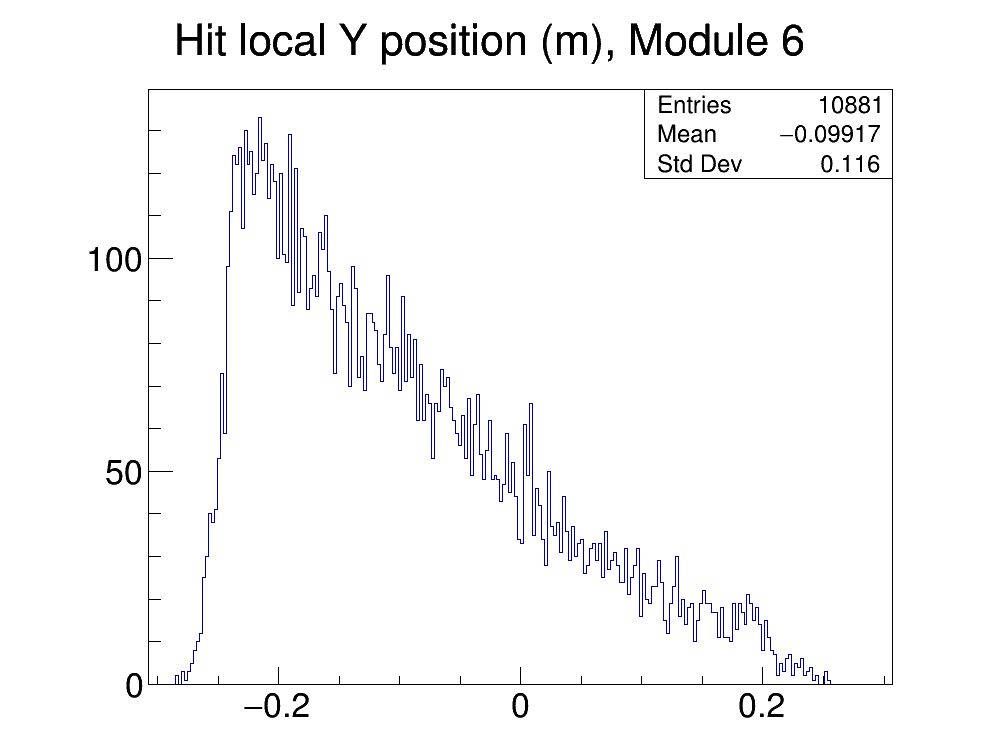 Hit local Y position (m), Module 6
Entries 10881
Mean −0.09917
Std Dev 0.116
100
50
0
−0.2 0 0.2